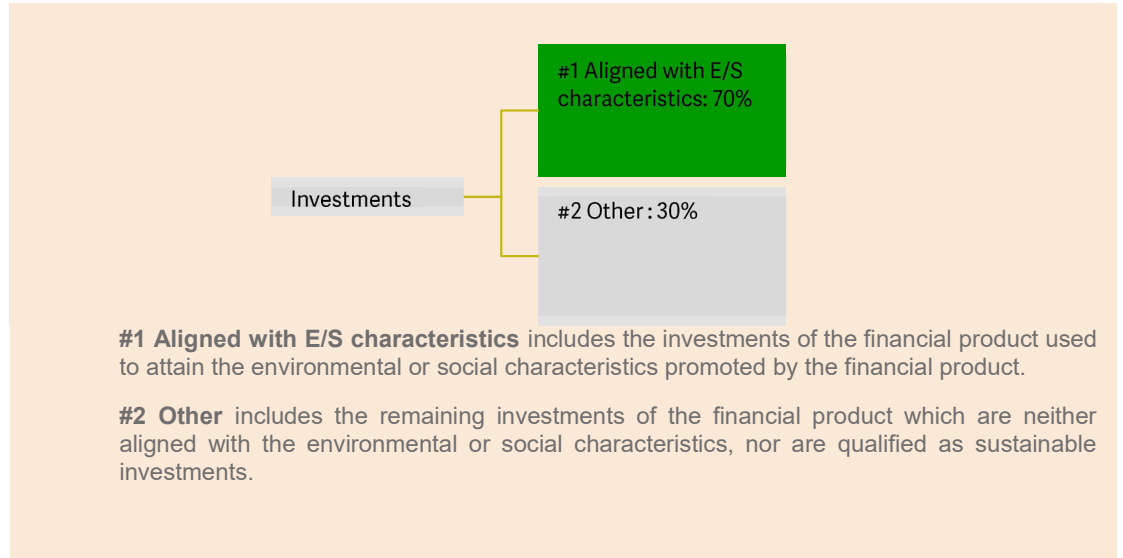 #1 Aligned with E/S
characteristics: 70%
Investments
#2 Other : 30%
#1 Aligned with E/S characteristics includes the investments of the financial product used
to attain the environmental or social characteristics promoted by the financial product.
#2 Other includes the remaining investments of the financial product which are neither
aligned with the environmental or social characteristics, nor are qualified as sustainable
investments.